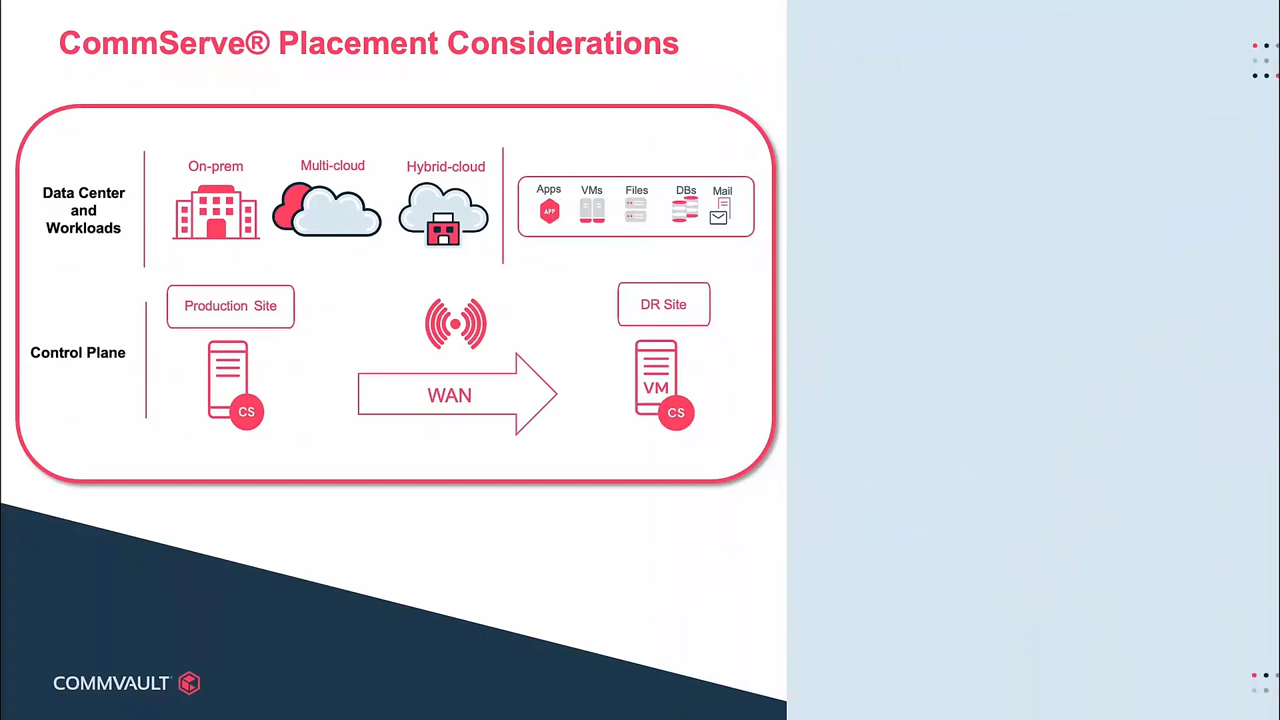 CommServe® Placement Considerations
On-prem
Multi-cloud
Hybrid-cloud
Data Center
and
Workloads
Apps
VMs
Files
DBs
Mail
APP
Production Site
DR Site
Control Plane
WAN
VM
CS
CS
COMMVAULT